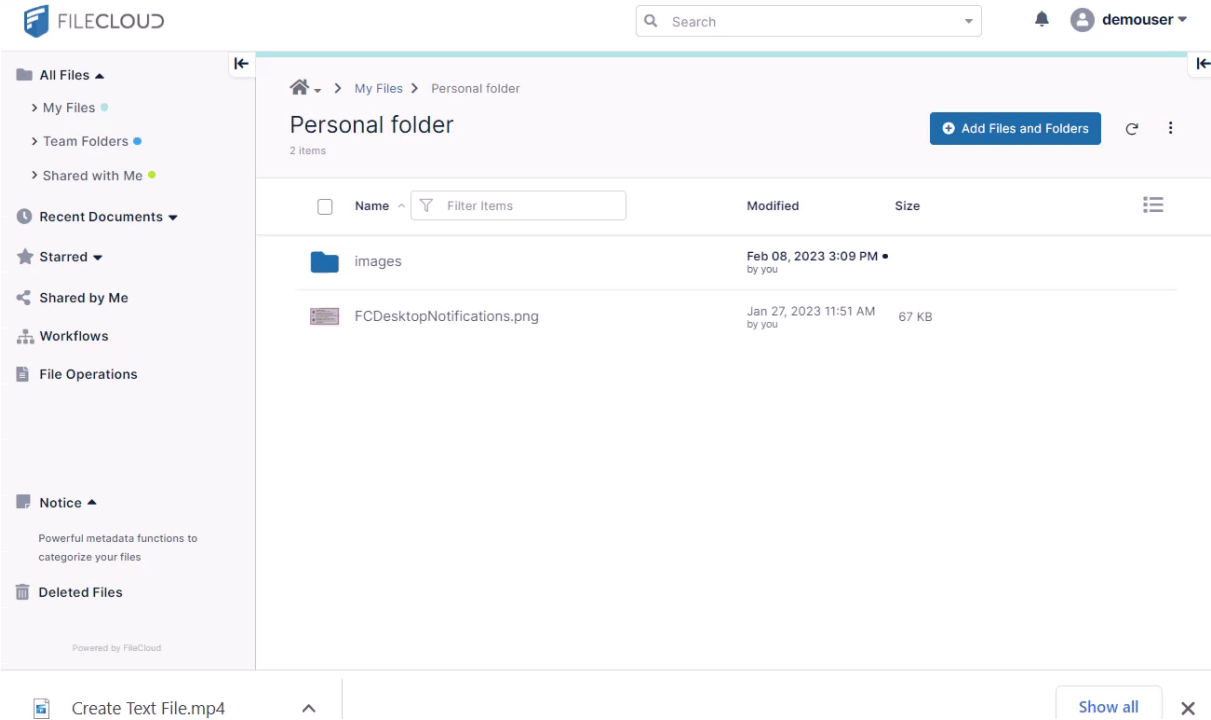 FILECLOUD
Search
demouser
All Files
My Files
Team Folders
Shared with Me
Recent Documents
Starred
Shared by Me
Workflows
File Operations
Notice
Powerful metadata functions to
categorize your files
Deleted Files
Powered by FileCloud
My Files
Personal folder
Personal folder
2 items
Add Files and Folders
Name
Filter Items
Modified
Size
images
Feb 08, 2023 3:09 PM
by you
FCDesktopNotifications.png
Jan 27, 2023 11:51 AM
by you
67 KB
Create Text File.mp4
Show all